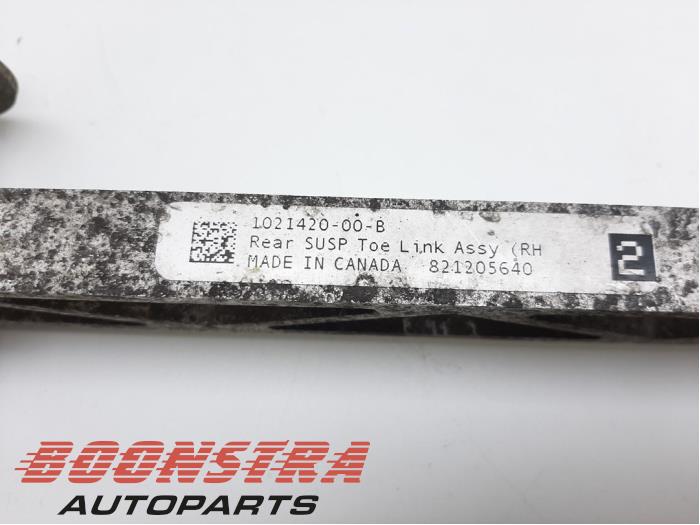 1021420-00-B
Rear SUSP Toe Link Assy (RH
MADE IN CANADA 821205640
2
BOONSTRA
AUTOPARTS